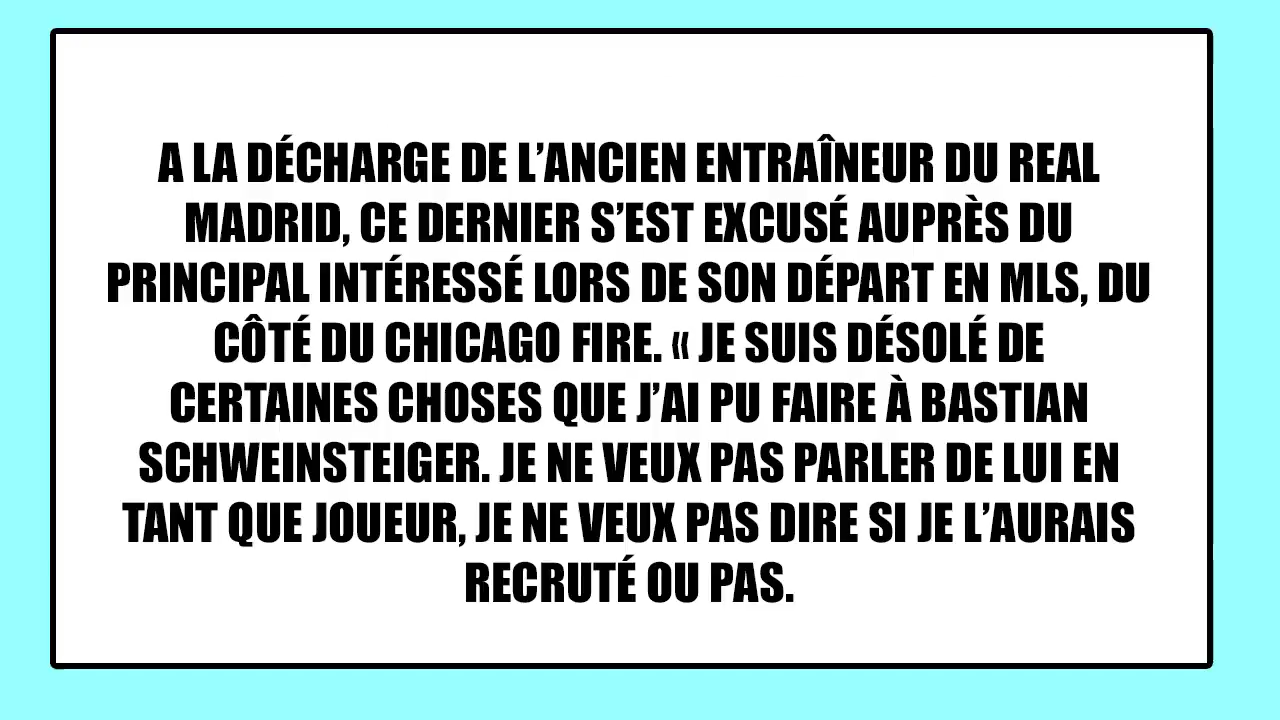 A LA DÉCHARGE DE L’ANCIEN ENTRAÎNEUR DU REAL
MADRID, CE DERNIER S’EST EXCUSÉ AUPRÈS DU
PRINCIPAL INTÉRESSÉ LORS DE SON DÉPART EN MLS, DU
CÔTÉ DU CHICAGO FIRE. « JE SUIS DÉSOLÉ DE
CERTAINES CHOSES QUE J’AI PU FAIRE À BASTIAN
SCHWEINSTEIGER. JE NE VEUX PAS PARLER DE LUI EN
TANT QUE JOUEUR, JE NE VEUX PAS DIRE SI JE L’AURAIS
RECRUTÉ OU PAS.